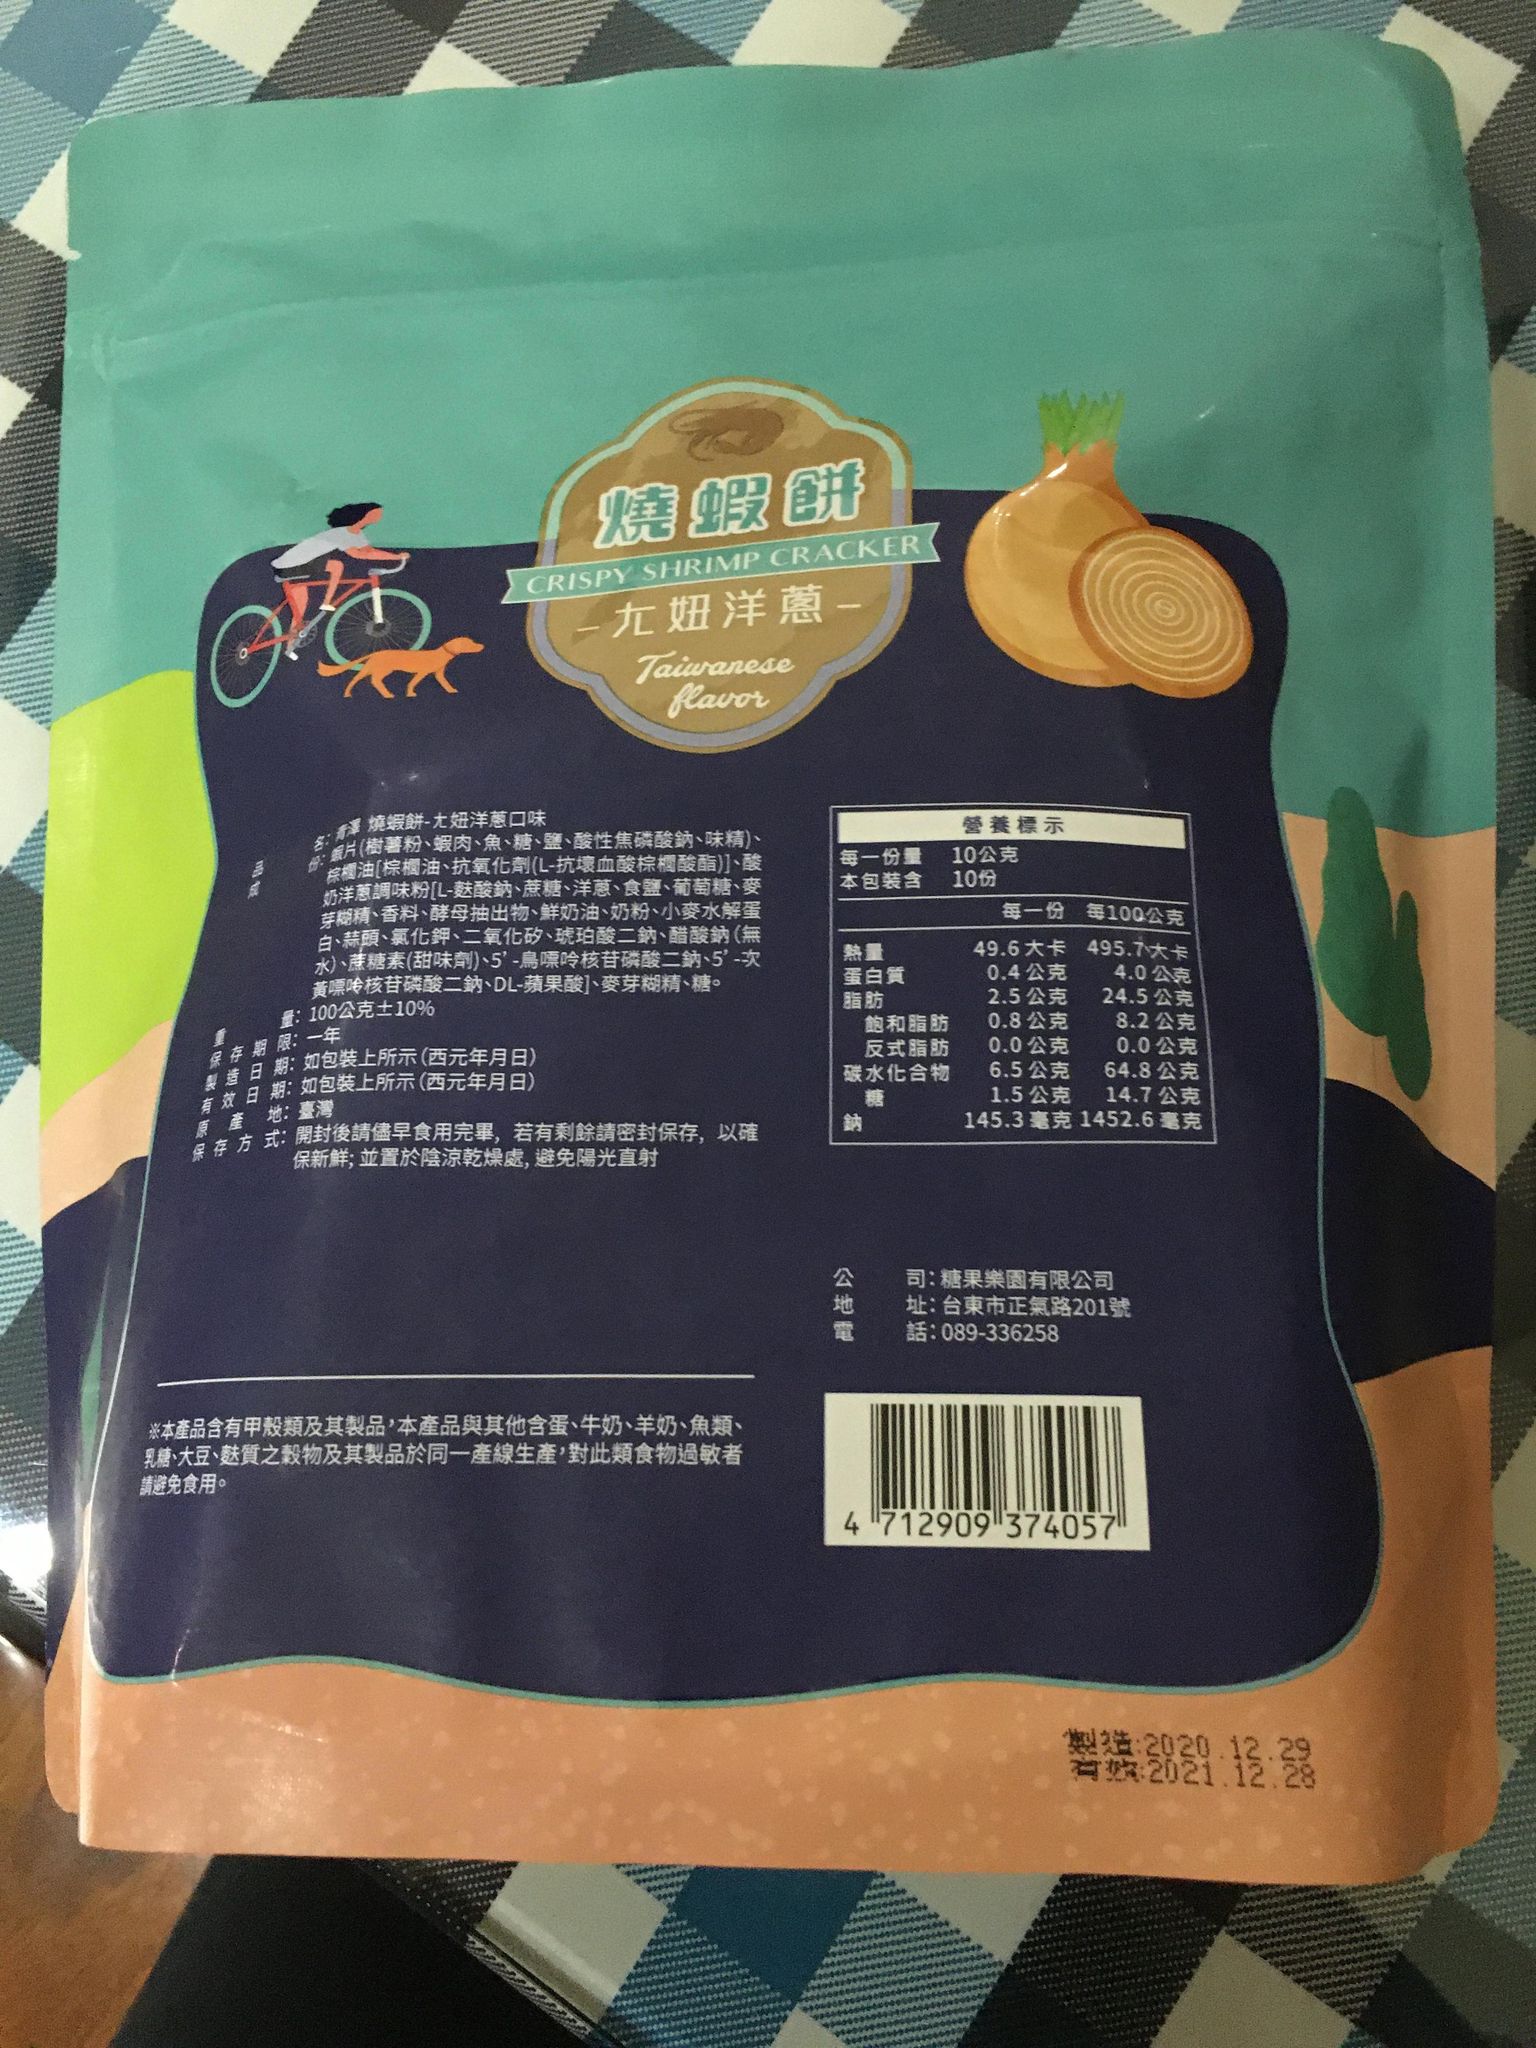 燒蝦餅
CRISPY SHRIMP CRACKER
-ㄤ妞洋蔥-
Taiwanese
flavor
品名: 青澤 燒蝦餅-ㄤ妞洋蔥口味
成份: 蝦片(樹薯粉、蝦肉、魚、糖、鹽、酸性焦磷酸鈉、味精)、
棕櫚油[棕櫚油、抗氧化劑(L-抗壞血酸棕櫚酸酯)]、酸
奶洋蔥調味粉[L-麩酸鈉、蔗糖、洋蔥、食鹽、葡萄糖、麥
芽糊精、香料、酵母抽出物、鮮奶油、奶粉、小麥水解蛋
白、蒜頭、氯化鉀、二氧化矽、琥珀酸二鈉、醋酸鈉(無
水)、蔗糖素(甜味劑)、5'-鳥嘌呤核苷磷酸二鈉、5'-次
黃嘌呤核苷磷酸二鈉、DL-蘋果酸]、麥芽糊精、糖。
重量: 100公克±10%
保存期限: 一年
製造日期: 如包裝上所示(西元年月日)
有效日期: 如包裝上所示(西元年月日)
原產地: 臺灣
保存方式: 開封後請儘早食用完畢, 若有剩餘請密封保存, 以確
保新鮮; 並置於陰涼乾燥處, 避免陽光直射
※本產品含有甲殼類及其製品,本產品與其他含蛋、牛奶、羊奶、魚類、
乳糖、大豆、麩質之穀物及其製品於同一產線生產,對此類食物過敏者
請避免食用。
營養標示
每一份量 10公克
本包裝含 10份
每一份 每100公克
熱量 49.6大卡 495.7大卡
蛋白質 0.4公克 4.0公克
脂肪 2.5公克 24.5公克
飽和脂肪 0.8公克 8.2公克
反式脂肪 0.0公克 0.0公克
碳水化合物 6.5公克 64.8公克
糖 1.5公克 14.7公克
鈉 145.3毫克 1452.6毫克
公司: 糖果樂園有限公司
地址: 台東市正氣路201號
電話: 089-336258
4 712909 374057
製造:2020.12.29
有效:2021.12.28